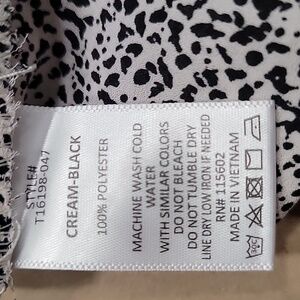 STYLE#
T16198-047
CREAM-BLACK
100% POLYESTER
MACHINE WASH COLD
WATER
WITH SIMILAR COLORS
DO NOT BLEACH
DO NOT TUMBLE DRY
LINE DRY LOW IRON IF NEEDED
RN# 115602
MADE IN VIETNAM